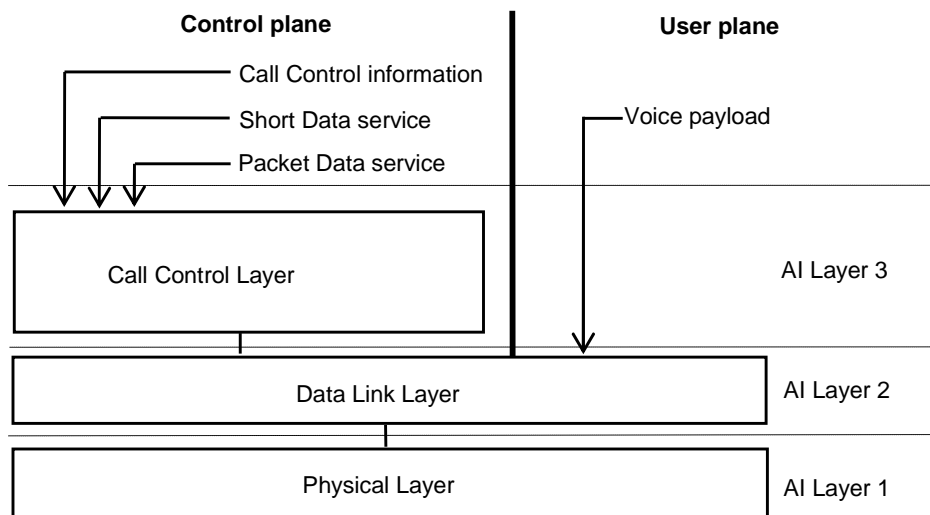 Control plane
User plane
Call Control information
Short Data service
Voice payload
Packet Data service
Call Control Layer
AI Layer 3
Data Link Layer
AI Layer 2
Physical Layer
AI Layer 1